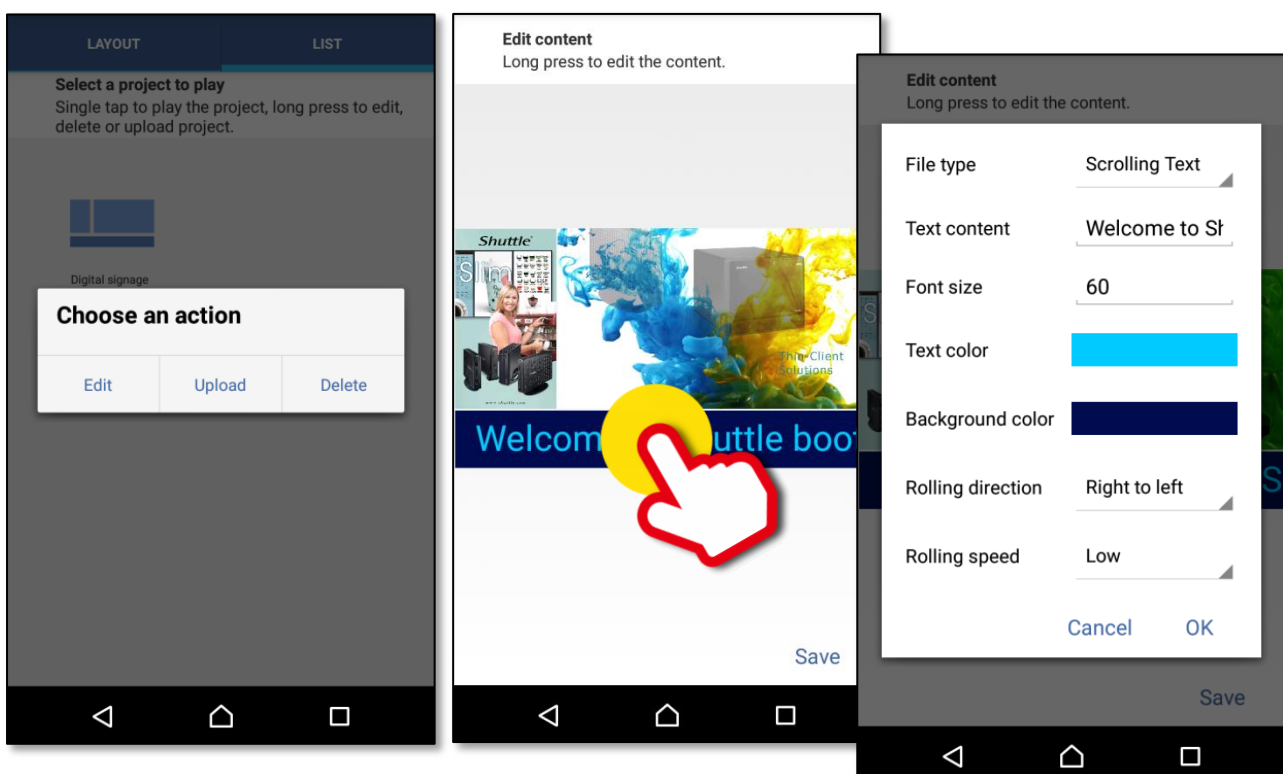 LAYOUT
LIST
Select a project to play
Single tap to play the project, long press to edit,
delete or upload project.
Digital signage
Choose an action
Edit
Upload
Delete
Edit content
Long press to edit the content.
Shuttle
Slim
Thin-Client
Solutions
www.shuttle.com
Welcom uttle boot
Save
Edit content
Long press to edit the content.
File type
Scrolling Text
Text content
Welcome to Sh
Font size
60
Text color
Background color
Rolling direction
Right to left
Rolling speed
Low
Cancel
OK
S
S
Save